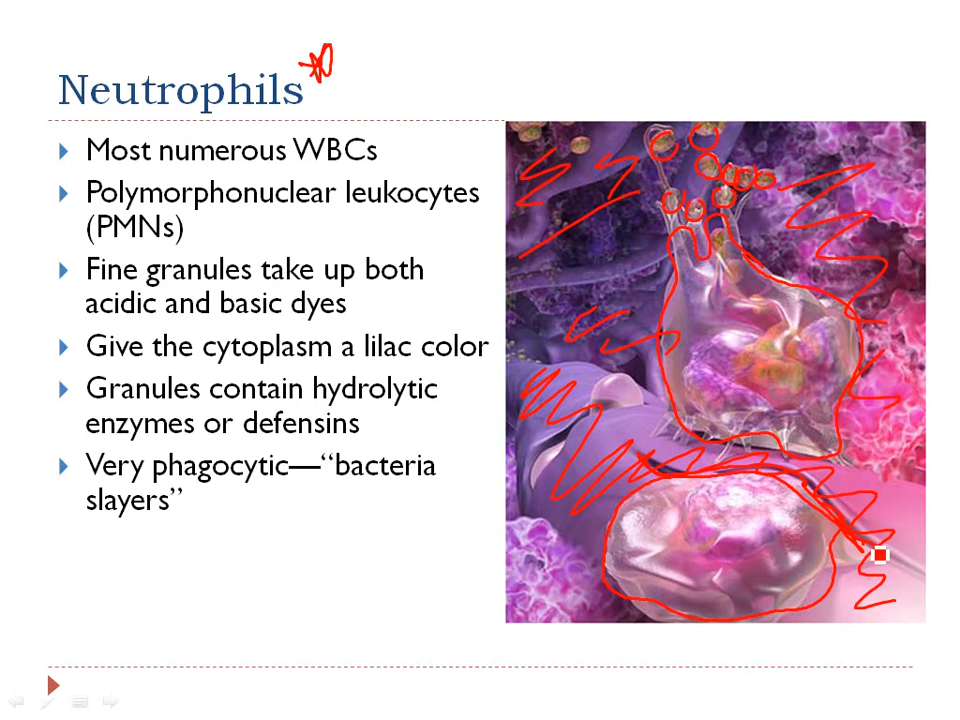 Neutrophils
Most numerous WBCs
Polymorphonuclear leukocytes
(PMNs)
Fine granules take up both
acidic and basic dyes
Give the cytoplasm a lilac color
Granules contain hydrolytic
enzymes or defensins
Very phagocytic—“bacteria
slayers”